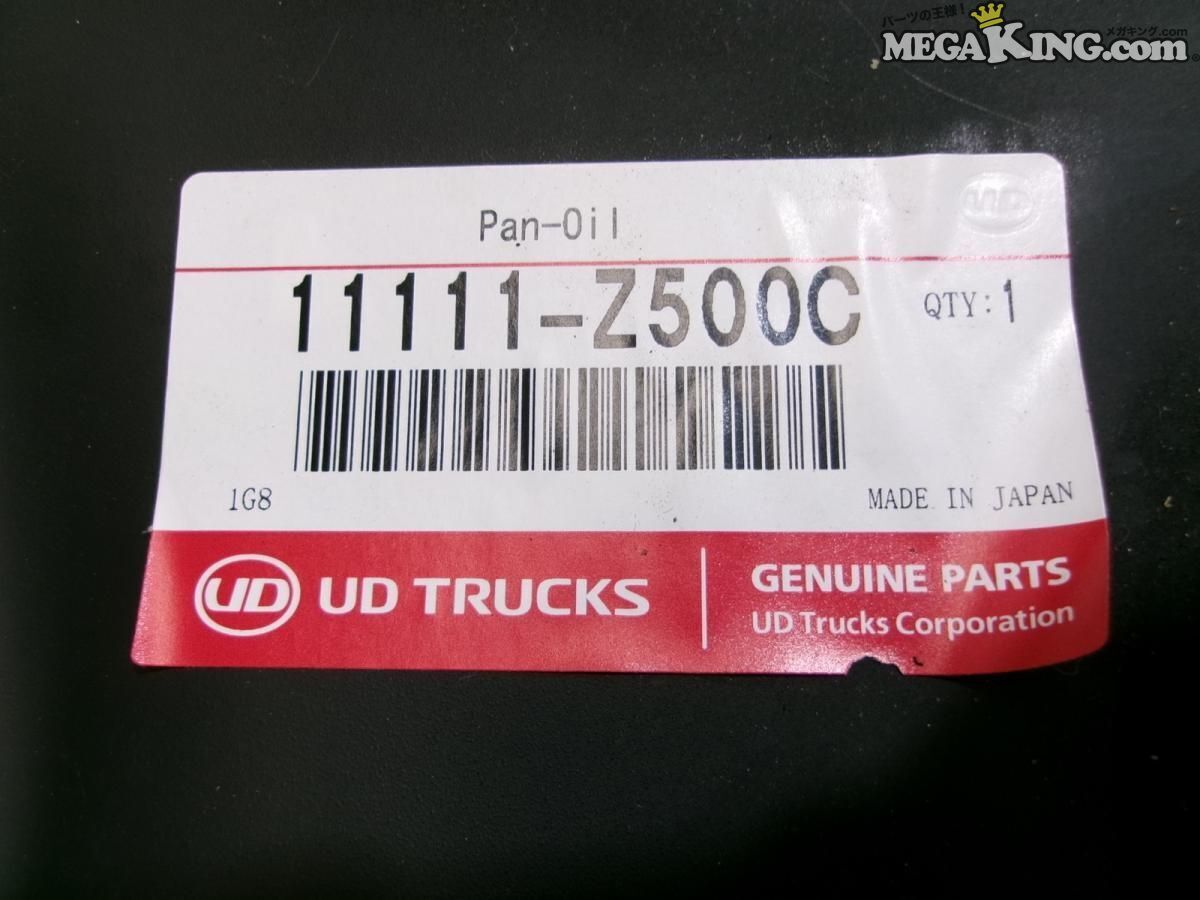 パーツの王様！
メガキング.com
MEGAKING.com®
UD
Pan-Oil
11111-Z500C
QTY:1
1G8
MADE IN JAPAN
UD UD TRUCKS
GENUINE PARTS
UD Trucks Corporation